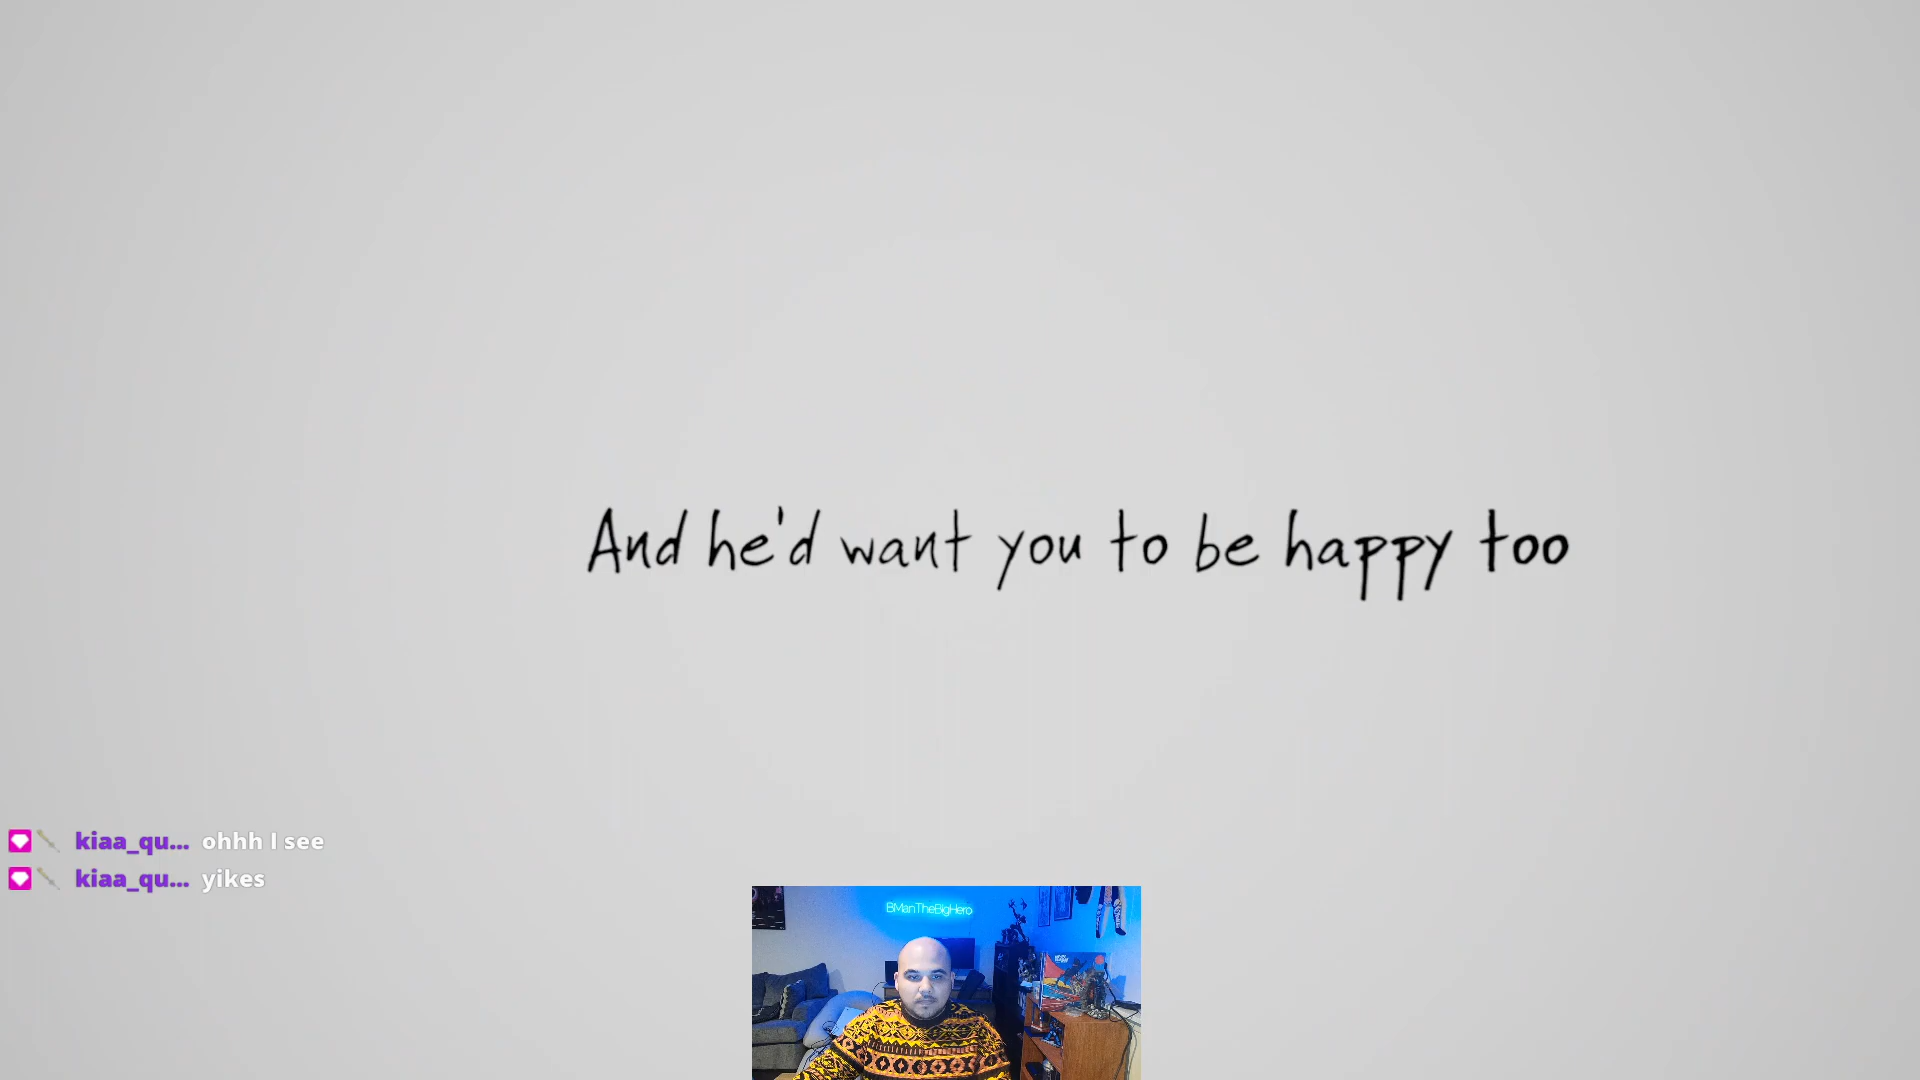 And he'd want you to be happy too
kiaa_qu... ohhh I see
kiaa_qu... yikes
BManTheBigHero